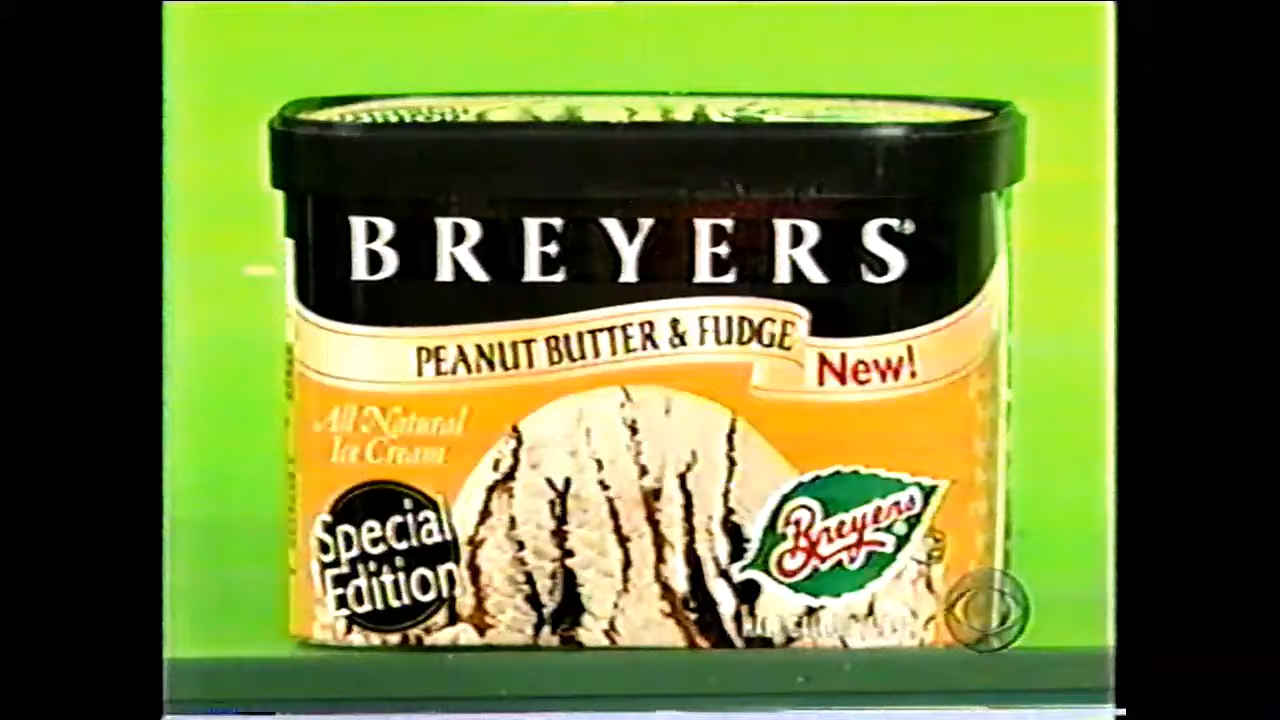 BREYERS®
PEANUT BUTTER & FUDGE
New!
All Natural
Ice Cream
Special
Edition
Breyers